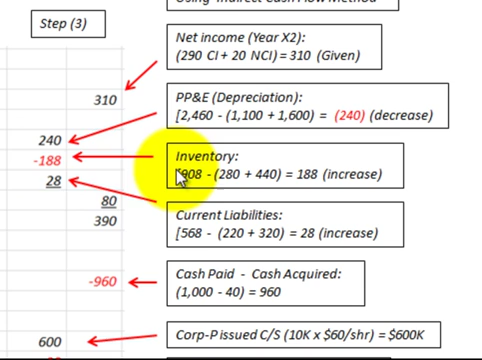 Using Indirect Cash Flow Method
Step (3)
Net income (Year X2):
(290 CI + 20 NCI) = 310 (Given)
310
PP&E (Depreciation):
[2,460 - (1,100 + 1,600) = (240) (decrease)
240
-188
Inventory:
908 - (280 + 440) = 188 (increase)
28
80
390
Current Liabilities:
[568 - (220 + 320) = 28 (increase)
-960
Cash Paid - Cash Acquired:
(1,000 - 40) = 960
600
Corp-P issued C/S (10K x $60/shr) = $600K